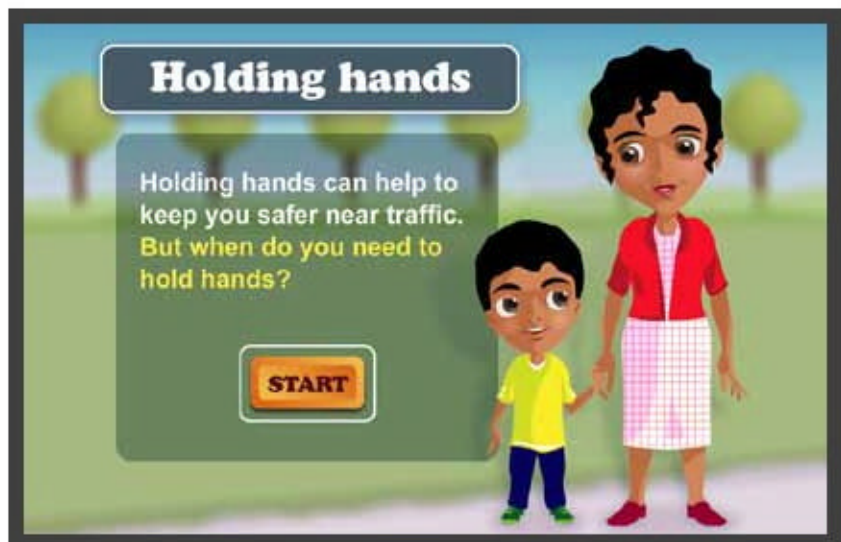 Holding hands
Holding hands can help to
keep you safer near traffic.
But when do you need to
hold hands?
START